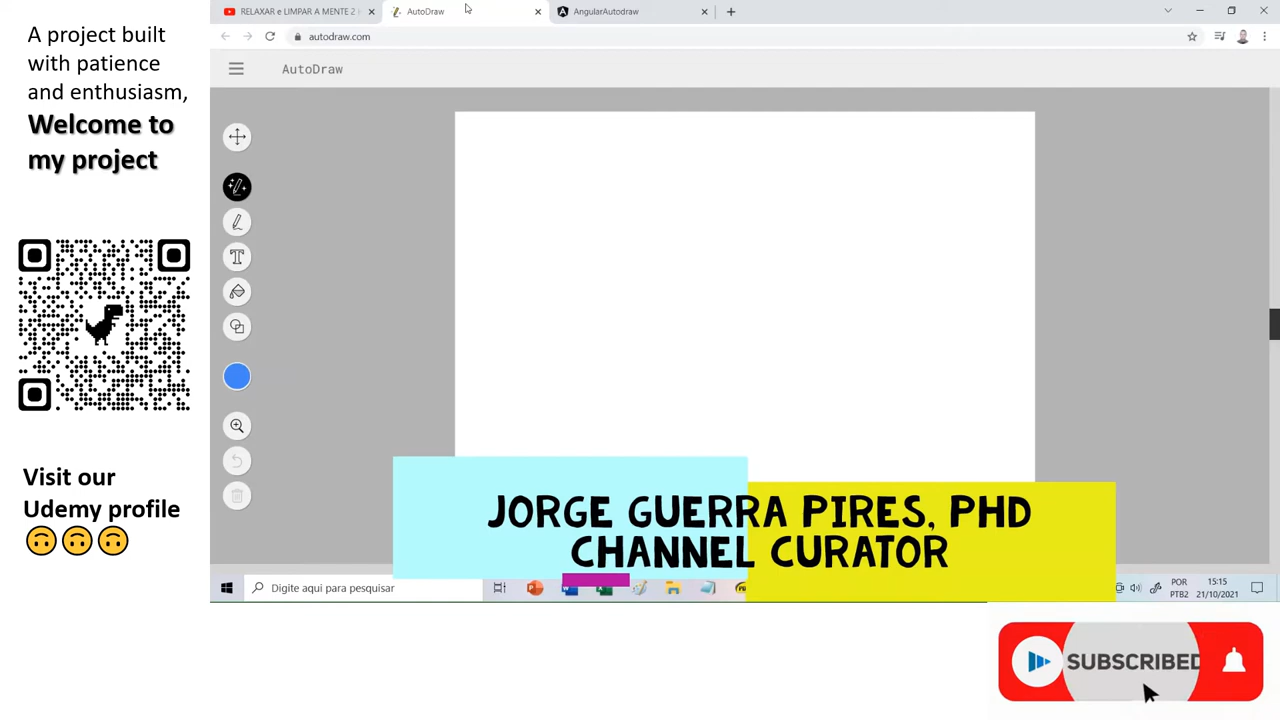 A project built
with patience
and enthusiasm,
Welcome to
my project
Visit our
Udemy profile
RELAXAR e LIMPAR A MENTE 2
AutoDraw
AngularAutodraw
autodraw.com
AutoDraw
T
JORGE GUERRA PIRES, PHD
CHANNEL CURATOR
Digite aqui para pesquisar
POR
PTB2
15:15
21/10/2021
SUBSCRIBED